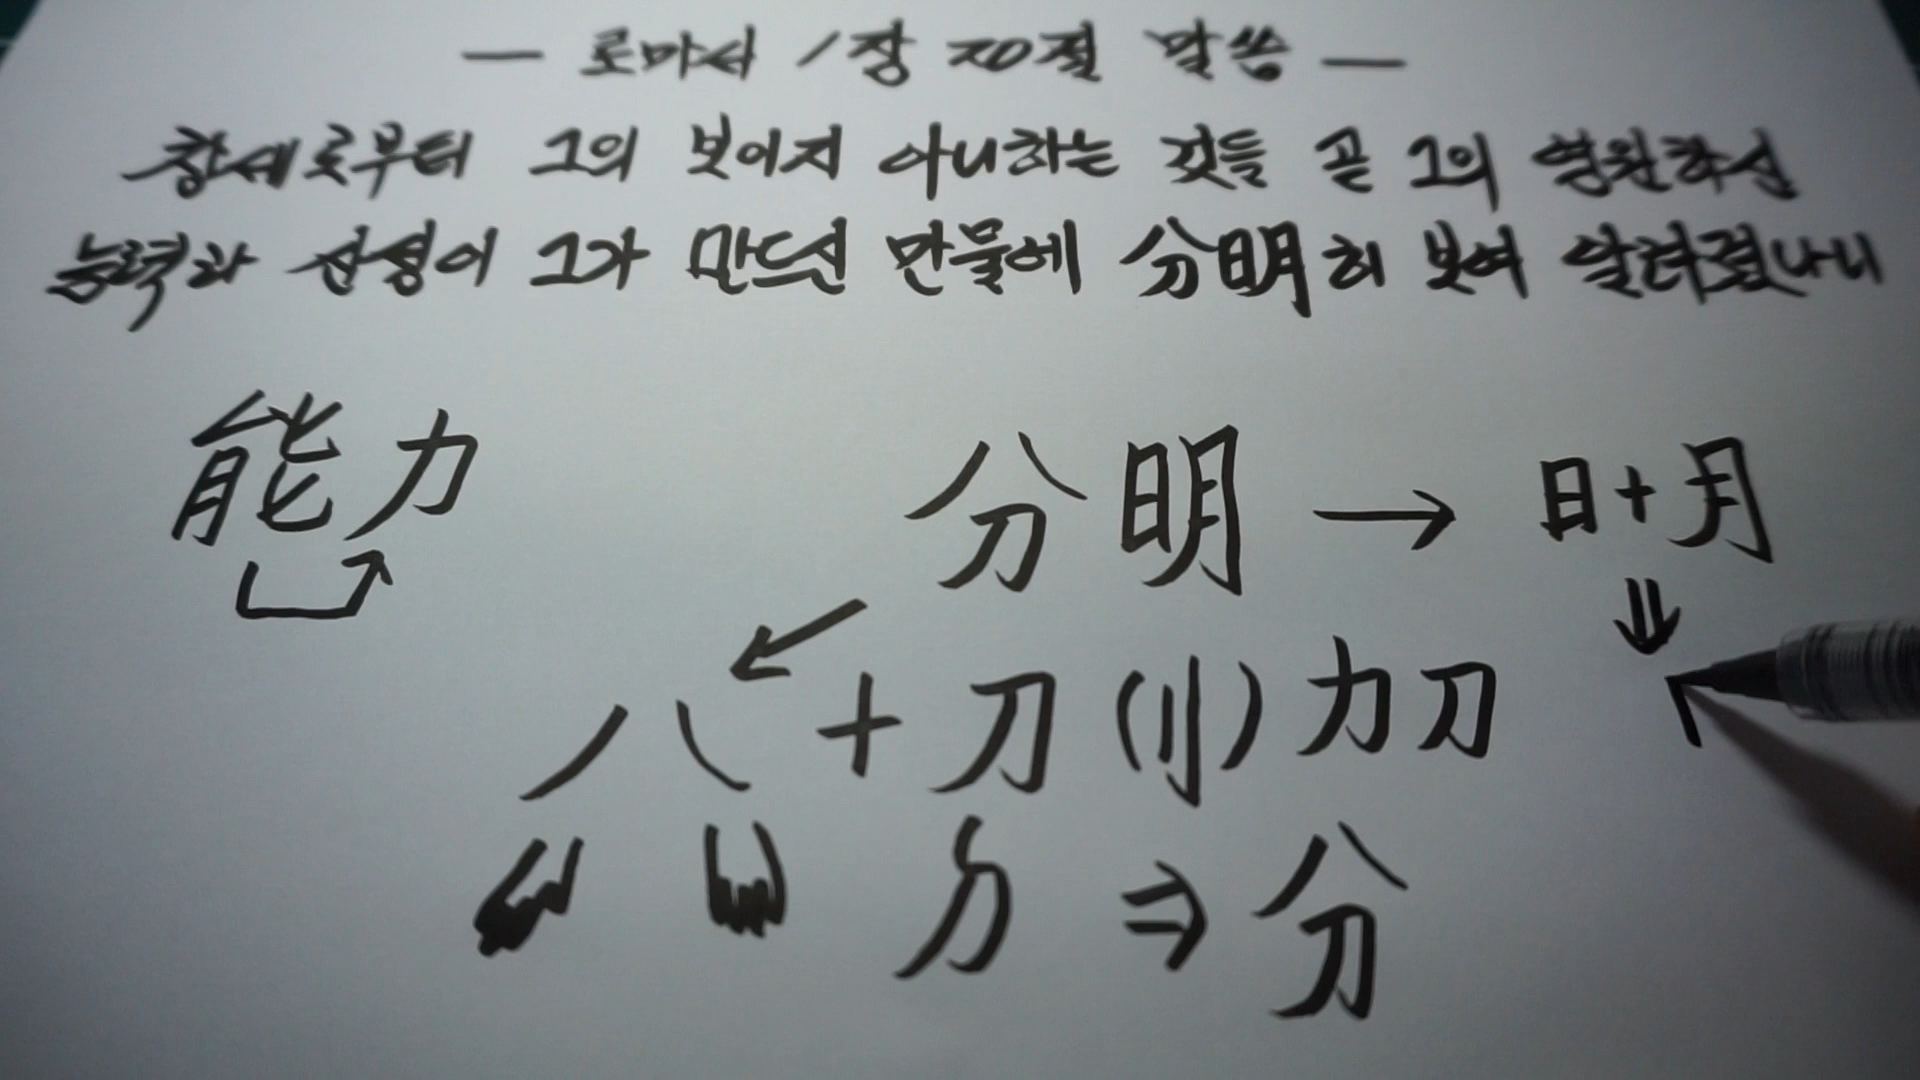 — 로마서 1장 20절 말씀 —
창세로부터 그의 보이지 아니하는 것들 곧 그의 영원하신
능력과 신성이 그가 만드신 만물에 分明히 보여 알려졌나니
能力 分明 → 日+月
八 + 刀 (刂) 力刀
分